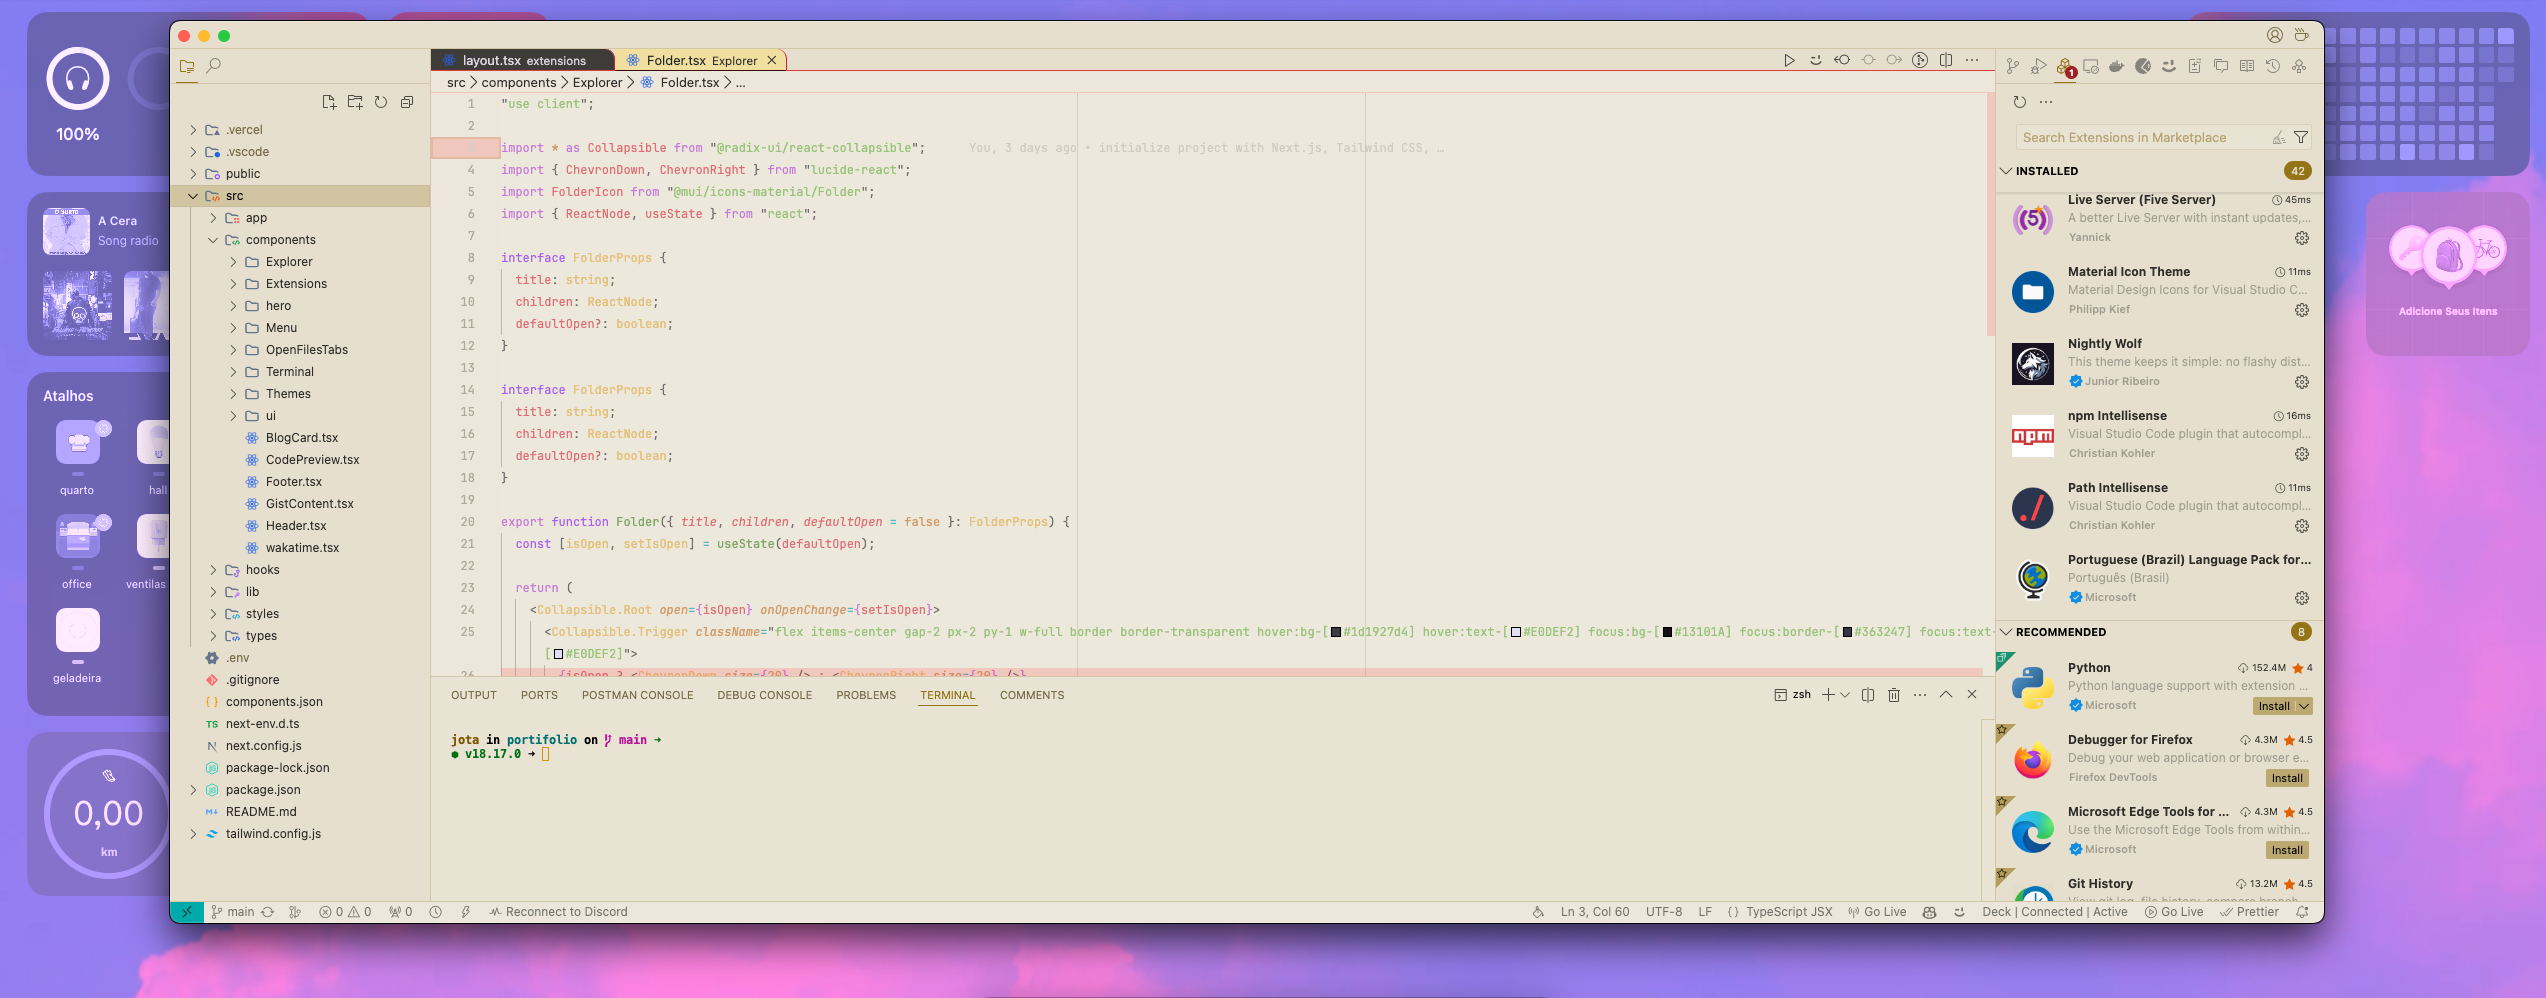 100%
A Cera
Song radio
Atalhos
quarto
hall
office
ventilas
geladeira
0,00
km
.vercel
.vscode
public
src
app
components
Explorer
Extensions
hero
Menu
OpenFilesTabs
Terminal
Themes
ui
BlogCard.tsx
CodePreview.tsx
Footer.tsx
GistContent.tsx
Header.tsx
wakatime.tsx
hooks
lib
styles
types
.env
.gitignore
components.json
TS next-env.d.ts
next.config.js
package-lock.json
package.json
README.md
tailwind.config.js
layout.tsx extensions
Folder.tsx Explorer
src > components > Explorer > Folder.tsx > ...
1 "use client";
2
3 import * as Collapsible from "@radix-ui/react-collapsible"; You, 3 days ago • initialize project with Next.js, Tailwind CSS, …
4 import { ChevronDown, ChevronRight } from "lucide-react";
5 import FolderIcon from "@mui/icons-material/Folder";
6 import { ReactNode, useState } from "react";
7
8 interface FolderProps {
9 title: string;
10 children: ReactNode;
11 defaultOpen?: boolean;
12 }
13
14 interface FolderProps {
15 title: string;
16 children: ReactNode;
17 defaultOpen?: boolean;
18 }
19
20 export function Folder({ title, children, defaultOpen = false }: FolderProps) {
21 const [isOpen, setIsOpen] = useState(defaultOpen);
22
23 return (
24 <Collapsible.Root open={isOpen} onOpenChange={setIsOpen}>
25 <Collapsible.Trigger className="flex items-center gap-2 px-2 py-1 w-full border border-transparent hover:bg-[#1d1927d4] hover:text-[#E0DEF2] focus:bg-[#13101A] focus:border-[#363247] focus:text-
[#E0DEF2]">
26 {isOpen ? <ChevronDown size={20} /> : <ChevronRight size={20} />}
OUTPUT PORTS POSTMAN CONSOLE DEBUG CONSOLE PROBLEMS TERMINAL COMMENTS
zsh
jota in portifolio on main ➜
v18.17.0 ➜
1
Search Extensions in Marketplace
INSTALLED 42
Live Server (Five Server) 45ms
A better Live Server with instant updates,...
Yannick
Material Icon Theme 11ms
Material Design Icons for Visual Studio C...
Philipp Kief
Nightly Wolf
This theme keeps it simple: no flashy dist...
Junior Ribeiro
npm Intellisense 16ms
npm
Visual Studio Code plugin that autocompl...
Christian Kohler
Path Intellisense 11ms
Visual Studio Code plugin that autocompl...
Christian Kohler
Portuguese (Brazil) Language Pack for...
Português (Brasil)
Microsoft
RECOMMENDED 8
Python 152.4M 4
Python language support with extension ...
Microsoft Install
Debugger for Firefox 4.3M 4.5
Debug your web application or browser e...
Firefox DevTools Install
Microsoft Edge Tools for ... 4.3M 4.5
Use the Microsoft Edge Tools from within...
Microsoft Install
Git History 13.2M 4.5
View git log, file history, compare branch...
Adicione Seus Itens
main 0 0 0 Reconnect to Discord
Ln 3, Col 60 UTF-8 LF {} TypeScript JSX Go Live Deck | Connected | Active Go Live Prettier